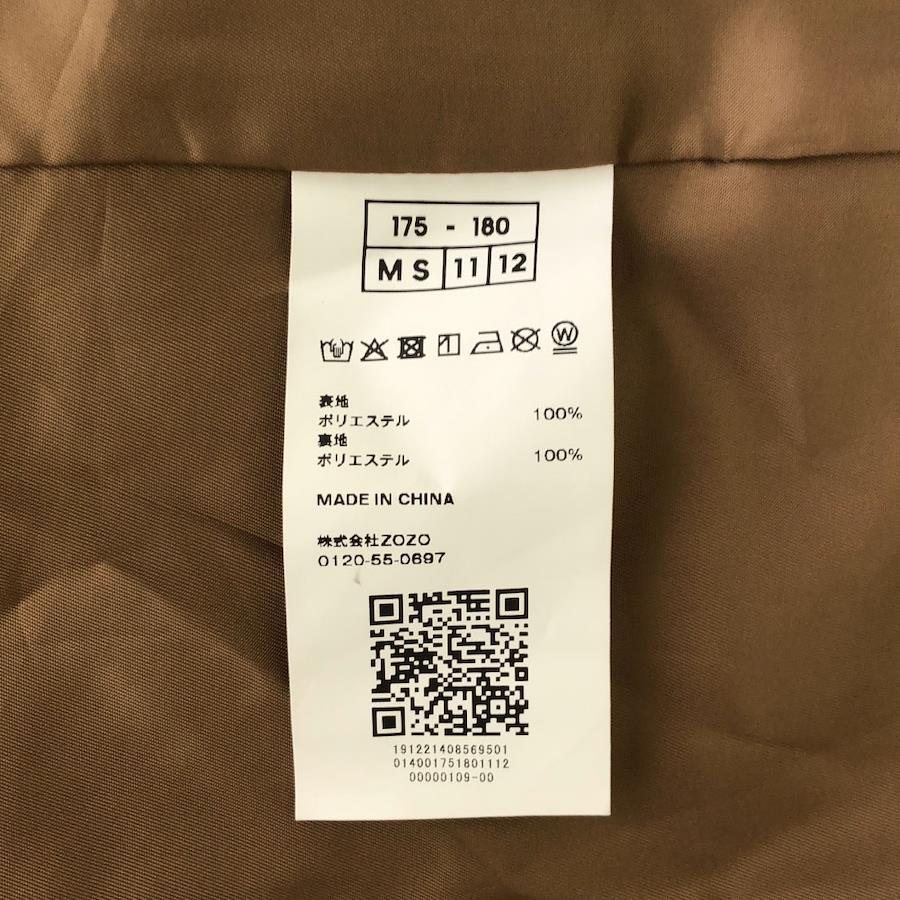 175 - 180
MS 11 12
W
表地
ポリエステル 100%
裏地
ポリエステル 100%
MADE IN CHINA
株式会社ZOZO
0120-55-0697
191221408569501
014001751801112
00000109-00